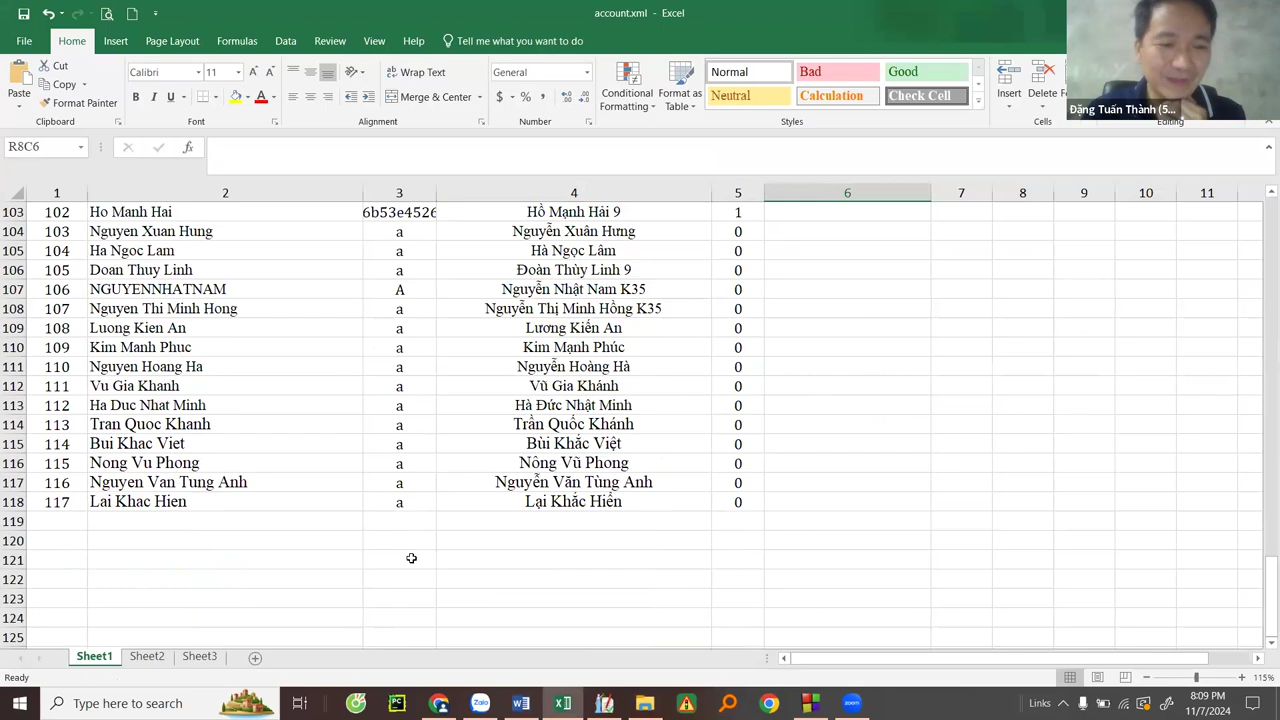 account.xml - Excel
File Home Insert Page Layout Formulas Data Review View Help Tell me what you want to do
Paste Cut Copy Format Painter Clipboard
Calibri 11 A A B I U A Font
Wrap Text Merge & Center Alignment
General $ % , Number
Conditional Formatting Format as Table
Normal Bad Good
Neutral Calculation Check Cell
Styles
Insert Delete Cells
Editing
Đặng Tuấn Thành (5...
R8C6 fx
1 2 3 4 5 6 7 8 9 10 11
103 102 Ho Manh Hai 6b53e4526 Hồ Mạnh Hải 9 1
104 103 Nguyen Xuan Hung a Nguyễn Xuân Hưng 0
105 104 Ha Ngoc Lam a Hà Ngọc Lâm 0
106 105 Doan Thuy Linh a Đoàn Thùy Linh 9 0
107 106 NGUYENNHATNAM A Nguyễn Nhật Nam K35 0
108 107 Nguyen Thi Minh Hong a Nguyễn Thị Minh Hồng K35 0
109 108 Luong Kien An a Lương Kiến An 0
110 109 Kim Manh Phuc a Kim Mạnh Phúc 0
111 110 Nguyen Hoang Ha a Nguyễn Hoàng Hà 0
112 111 Vu Gia Khanh a Vũ Gia Khánh 0
113 112 Ha Duc Nhat Minh a Hà Đức Nhật Minh 0
114 113 Tran Quoc Khanh a Trần Quốc Khánh 0
115 114 Bui Khac Viet a Bùi Khắc Việt 0
116 115 Nong Vu Phong a Nông Vũ Phong 0
117 116 Nguyen Van Tung Anh a Nguyễn Văn Tùng Anh 0
118 117 Lai Khac Hien a Lại Khắc Hiển 0
119
120
121
122
123
124
125
Sheet1 Sheet2 Sheet3
Ready 115%
Type here to search
Links 8:09 PM
11/7/2024